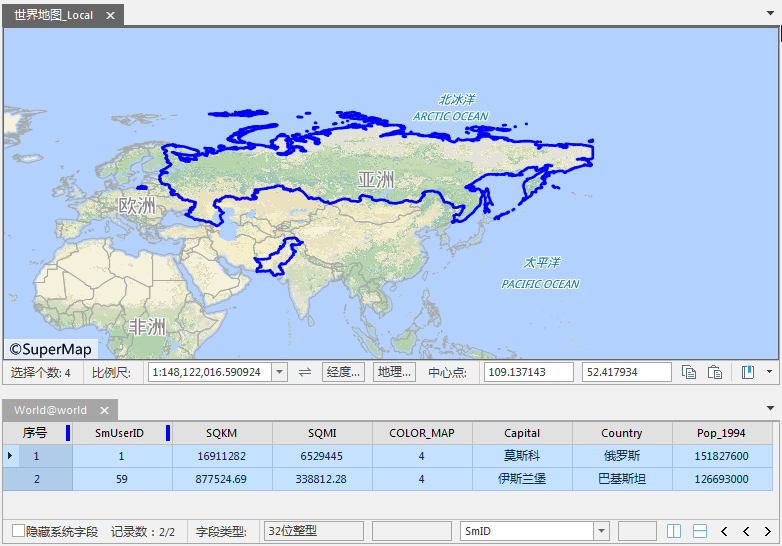 世界地图_Local
北冰洋
ARCTIC OCEAN
亚洲
欧洲
太平洋
PACIFIC OCEAN
非洲
©SuperMap
选择个数: 4 比例尺: 1:148,122,016.590924 经度... 地理... 中心点: 109.137143 52.417934
World@world
序号 SmUserID SQKM SQMI COLOR_MAP Capital Country Pop_1994
1 1 16911282 6529445 4 莫斯科 俄罗斯 151827600
2 59 877524.69 338812.28 4 伊斯兰堡 巴基斯坦 126693000
隐藏系统字段 记录数：2/2 字段类型: 32位整型 SmID